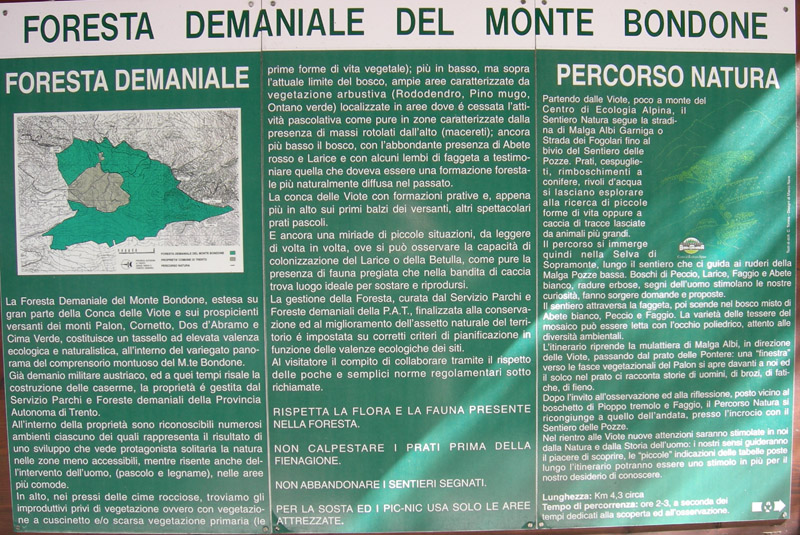 FORESTA DEMANIALE DEL MONTE BONDONE
FORESTA DEMANIALE
FORESTA DEMANIALE DEL MONTE BONDONE
PROPRIETA' COMUNE DI TRENTO
PERCORSO NATURA
La Foresta Demaniale del Monte Bondone, estesa su
gran parte della Conca delle Viote e sui prospicienti
versanti dei monti Palon, Cornetto, Dos d'Abramo e
Cima Verde, costituisce un tassello ad elevata valenza
ecologica e naturalistica, all'interno del variegato pano-
rama del comprensorio montuoso del M.te Bondone.
Già demanio militare austriaco, ed a quei tempi risale la
costruzione delle caserme, la proprietà é gestita dal
Servizio Parchi e Foreste demaniali della Provincia
Autonoma di Trento.
All'interno della proprietà sono riconoscibili numerosi
ambienti ciascuno dei quali rappresenta il risultato di
uno sviluppo che vede protagonista solitaria la natura
nelle zone meno accessibili, mentre risente anche del-
l'intervento dell'uomo, (pascolo e legname), nelle aree
più comode.
In alto, nei pressi delle cime rocciose, troviamo gli
improduttivi privi di vegetazione ovvero con vegetazio-
ne a cuscinetto e/o scarsa vegetazione primaria (le
prime forme di vita vegetale); più in basso, ma sopra
l'attuale limite del bosco, ampie aree caratterizzate da
vegetazione arbustiva (Rododendro, Pino mugo,
Ontano verde) localizzate in aree dove é cessata l'atti-
vità pascolativa come pure in zone caratterizzate dalla
presenza di massi rotolati dall'alto (macereti); ancora
più basso il bosco, con l'abbondante presenza di Abete
rosso e Larice e con alcuni lembi di faggeta a testimo-
niare quella che doveva essere una formazione foresta-
le più naturalmente diffusa nel passato.
La conca delle Viote con formazioni prative e, appena
più in alto sui primi balzi dei versanti, altri spettacolari
prati pascoli.
E ancora una miriade di piccole situazioni, da leggere
di volta in volta, ove si può osservare la capacità di
colonizzazione del Larice o della Betulla, come pure la
presenza di fauna pregiata che nella bandita di caccia
trova luogo ideale per sostare e riprodursi.
La gestione della Foresta, curata dal Servizio Parchi e
Foreste demaniali della P.A.T., finalizzata alla conserva-
zione ed al miglioramento dell'assetto naturale del terri-
torio é impostata su corretti criteri di pianificazione in
funzione delle valenze ecologiche dei siti.
Al visitatore il compito di collaborare tramite il rispetto
delle poche e semplici norme regolamentari sotto
richiamate.
RISPETTA LA FLORA E LA FAUNA PRESENTE
NELLA FORESTA.
NON CALPESTARE I PRATI PRIMA DELLA
FIENAGIONE.
NON ABBANDONARE I SENTIERI SEGNATI.
PER LA SOSTA ED I PIC-NIC USA SOLO LE AREE
ATTREZZATE.
PERCORSO NATURA
Partendo dalle Viote, poco a monte del
Centro di Ecologia Alpina, il
Sentiero Natura segue la stradi-
na di Malga Albi Garniga o
Strada dei Fogolari fino al
bivio del Sentiero delle
Pozze. Prati, cespuglie-
ti, rimboschimenti a
conifere, rivoli d'acqua
si lasciano esplorare
alla ricerca di piccole
forme di vita oppure a
caccia di tracce lasciate
da animali più grandi.
Il percorso si immerge
quindi nella Selva di
Sopramonte, lungo il sentiero che ci guida ai ruderi della
Malga Pozze bassa. Boschi di Peccio, Larice, Faggio e Abete
bianco, radure erbose, segni dell'uomo stimolano le nostre
curiosità, fanno sorgere domande e proposte.
Il sentiero attraversa la faggeta, poi scende nel bosco misto di
Abete bianco, Peccio e Faggio. La varietà delle tessere del
mosaico può essere letta con l'occhio poliedrico, attento alle
diversità ambientali.
L'itinerario riprende la mulattiera di Malga Albi, in direzione
delle Viote, passando dal prato delle Pontere: una "finestra"
verso le fasce vegetazionali del Palon si apre davanti a noi ed
il solco nel prato ci racconta storie di uomini, di brozi, di fati-
che, di fieno.
Dopo l'invito all'osservazione ed alla riflessione, posto vicino al
boschetto di Pioppo tremolo e Faggio, il Percorso Natura si
ricongiunge a quello dell'andata, presso l'incrocio con il
Sentiero delle Pozze.
Nel rientro alle Viote nuove attenzioni saranno stimolate in noi
dalla Natura e dalla Storia dell'uomo: i nostri sensi guideranno
il piacere di scoprire, le "piccole" indicazioni delle tabelle poste
lungo l'itinerario potranno essere uno stimolo in più per il
nostro desiderio di conoscere.
Lunghezza: Km 4,3 circa
Tempo di percorrenza: ore 2-3, a seconda dei
tempi dedicati alla scoperta ed all'osservazione.